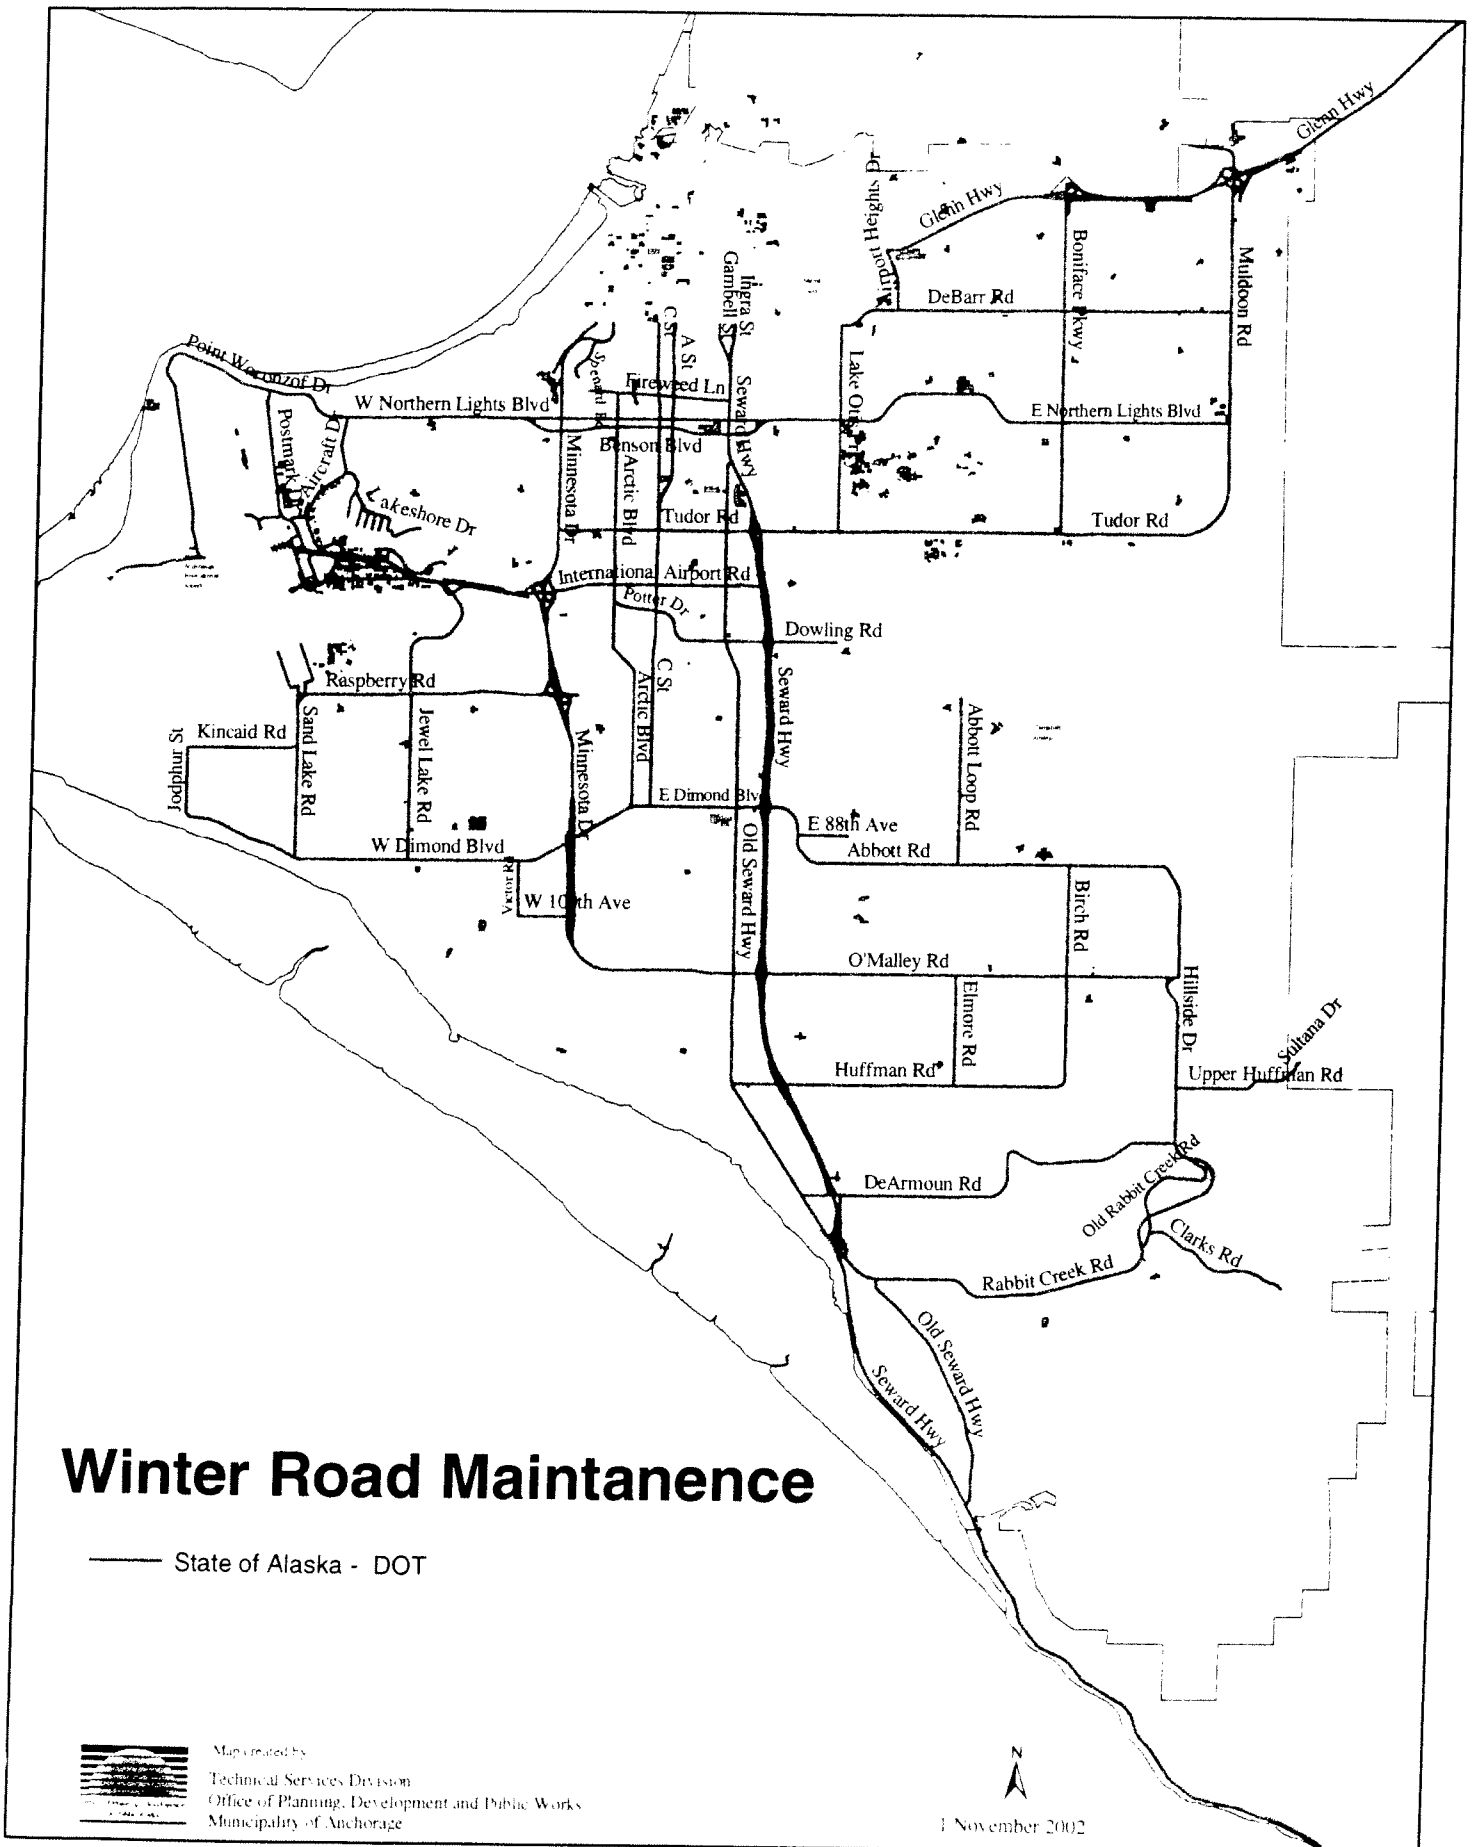 Glenn Hwy
Airport Heights Dr
Glenn Hwy
Boniface Pkwy
Muldoon Rd
DeBarr Rd
Ingra St
Gambell St
C St
A St
Point Woronzof Dr
Spenard Rd
Fireweed Ln
Seward Hwy
Lake Otis Pkwy
W Northern Lights Blvd
E Northern Lights Blvd
Postmark Dr
Aircraft Dr
Benson Blvd
Minnesota Dr
Arctic Blvd
Lakeshore Dr
Tudor Rd
Tudor Rd
International Airport Rd
Potter Dr
Dowling Rd
Raspberry Rd
C St
Arctic Blvd
Seward Hwy
Abbott Loop Rd
Kincaid Rd
Jodphur St
Sand Lake Rd
Jewel Lake Rd
Minnesota Dr
E Dimond Blvd
E 88th Ave
W Dimond Blvd
Abbott Rd
Old Seward Hwy
Victor Rd
W 100th Ave
Birch Rd
O'Malley Rd
Hillside Dr
Elmore Rd
Sultana Dr
Huffman Rd
Upper Huffman Rd
DeArmoun Rd
Old Rabbit Creek Rd
Clarks Rd
Rabbit Creek Rd
Old Seward Hwy
Seward Hwy
Winter Road Maintanence
State of Alaska - DOT
Map created by
Technical Services Division
Office of Planning, Development and Public Works
Municipality of Anchorage
N
1 November 2002